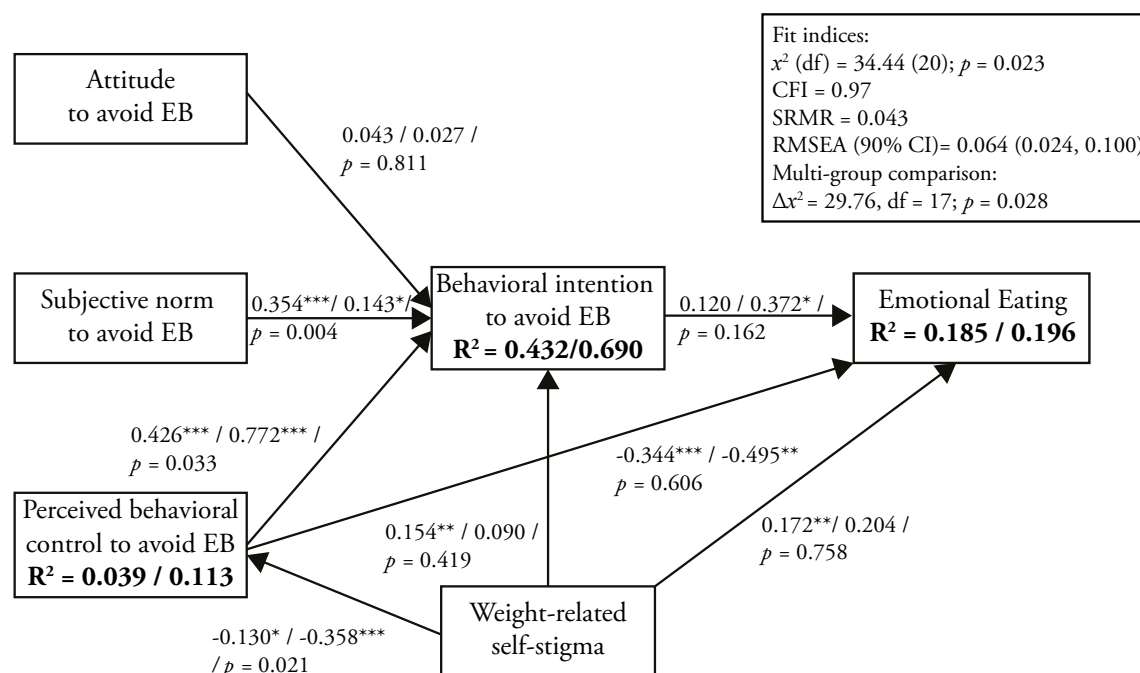 Fit indices:
x² (df) = 34.44 (20); p = 0.023
CFI = 0.97
SRMR = 0.043
RMSEA (90% CI)= 0.064 (0.024, 0.100)
Multi-group comparison:
Δx² = 29.76, df = 17; p = 0.028
Attitude
to avoid EB
0.043 / 0.027 /
p = 0.811
Subjective norm
to avoid EB
0.354***/ 0.143*/
p = 0.004
Behavioral intention
to avoid EB
R² = 0.432/0.690
0.120 / 0.372* /
p = 0.162
Emotional Eating
R² = 0.185 / 0.196
0.426*** / 0.772*** /
p = 0.033
-0.344*** / -0.495**
p = 0.606
Perceived behavioral
control to avoid EB
R² = 0.039 / 0.113
0.154** / 0.090 /
p = 0.419
0.172**/ 0.204 /
p = 0.758
Weight-related
self-stigma
-0.130* / -0.358***
/ p = 0.021